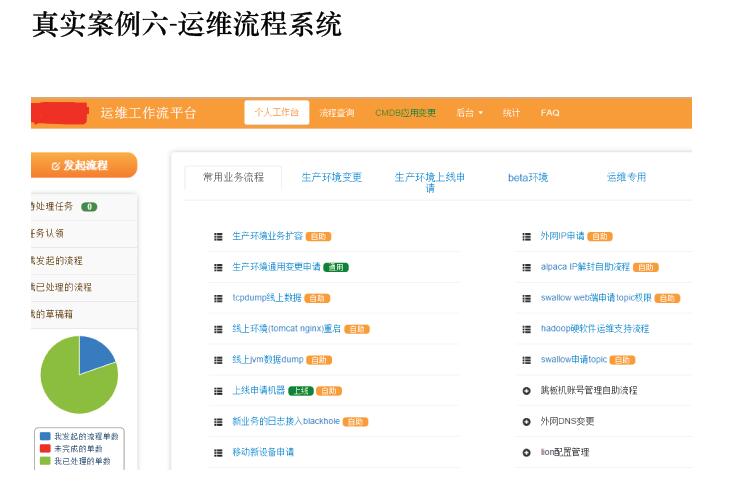 真实案例六-运维流程系统
运维工作流平台
个人工作台
流程查询
CMDB应用变更
后台
统计
FAQ
发起流程
待处理任务 0
任务认领
我发起的流程
我已处理的流程
我的草稿箱
我发起的流程单数
未完成的单数
我已处理的单数
常用业务流程
生产环境变更
生产环境上线申
请
beta环境
运维专用
生产环境业务扩容 自助
生产环境通用变更申请 通用
tcpdump线上数据 自助
线上环境(tomcat nginx)重启 自助
线上jvm数据dump 自助
上线申请机器 上线 自助
新业务的日志接入blackhole 自助
移动新设备申请
外网IP申请 自助
alpaca IP解封自助流程 自助
swallow web端申请topic权限 自助
hadoop硬软件运维支持流程
swallow申请topic 自助
跳板机账号管理自助流程
外网DNS变更
lion配置管理